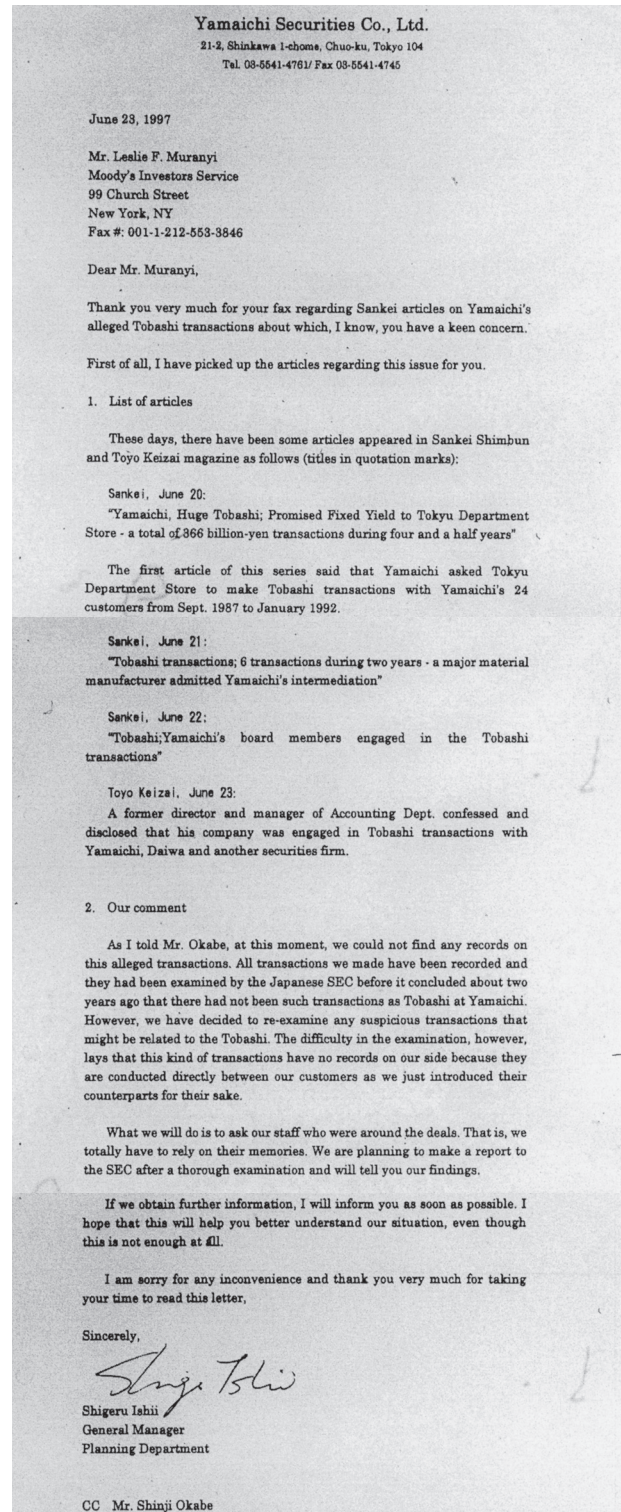 Yamaichi Securities Co., Ltd.
21-2, Shinkawa 1-chome, Chuo-ku, Tokyo 104
Tel. 03-5541-4761/ Fax 03-5541-4745
June 23, 1997
Mr. Leslie F. Muranyi
Moody's Investors Service
99 Church Street
New York, NY
Fax #: 001-1-212-553-3846
Dear Mr. Muranyi,
Thank you very much for your fax regarding Sankei articles on Yamaichi's
alleged Tobashi transactions about which, I know, you have a keen concern.
First of all, I have picked up the articles regarding this issue for you.
1. List of articles
These days, there have been some articles appeared in Sankei Shimbun
and Toyo Keizai magazine as follows (titles in quotation marks):
Sankei, June 20:
"Yamaichi, Huge Tobashi; Promised Fixed Yield to Tokyu Department
Store - a total of 366 billion-yen transactions during four and a half years"
The first article of this series said that Yamaichi asked Tokyu
Department Store to make Tobashi transactions with Yamaichi's 24
customers from Sept. 1987 to January 1992.
Sankei, June 21:
"Tobashi transactions; 6 transactions during two years - a major material
manufacturer admitted Yamaichi's intermediation"
Sankei, June 22:
"Tobashi;Yamaichi's board members engaged in the Tobashi
transactions"
Toyo Keizai, June 23:
A former director and manager of Accounting Dept. confessed and
disclosed that his company was engaged in Tobashi transactions with
Yamaichi, Daiwa and another securities firm.
2. Our comment
As I told Mr. Okabe, at this moment, we could not find any records on
this alleged transactions. All transactions we made have been recorded and
they had been examined by the Japanese SEC before it concluded about two
years ago that there had not been such transactions as Tobashi at Yamaichi.
However, we have decided to re-examine any suspicious transactions that
might be related to the Tobashi. The difficulty in the examination, however,
lays that this kind of transactions have no records on our side because they
are conducted directly between our customers as we just introduced their
counterparts for their sake.
What we will do is to ask our staff who were around the deals. That is, we
totally have to rely on their memories. We are planning to make a report to
the SEC after a thorough examination and will tell you our findings.
If we obtain further information, I will inform you as soon as possible. I
hope that this will help you better understand our situation, even though
this is not enough at all.
I am sorry for any inconvenience and thank you very much for taking
your time to read this letter,
Sincerely,
Shige Ishii
Shigeru Ishii
General Manager
Planning Department
CC Mr. Shinji Okabe